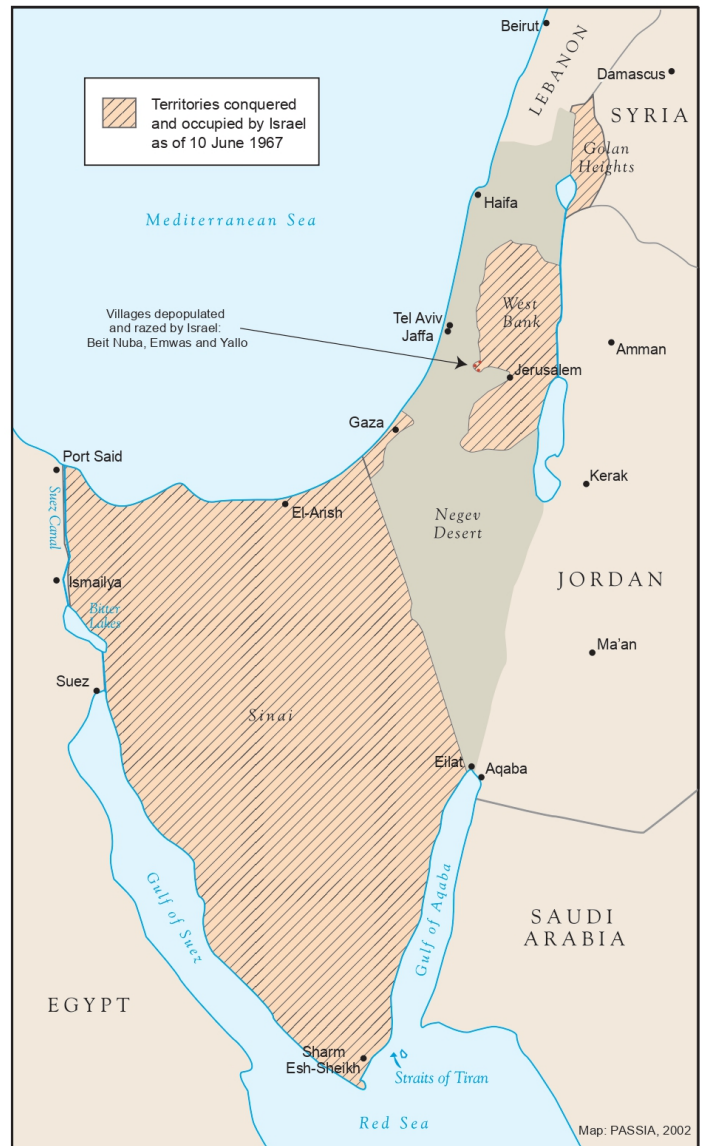 Beirut
LEBANON
Damascus
SYRIA
Territories conquered
and occupied by Israel
as of 10 June 1967
Golan
Heights
Haifa
Mediterranean Sea
West
Bank
Villages depopulated
and razed by Israel:
Beit Nuba, Emwas and Yallo
Tel Aviv
Jaffa
Amman
Jerusalem
Gaza
Port Said
Kerak
Suez Canal
El-Arish
Negev
Desert
Ismailya
JORDAN
Bitter
Lakes
Ma'an
Suez
Sinai
Eilat
Aqaba
Gulf of Suez
Gulf of Aqaba
SAUDI
ARABIA
EGYPT
Sharm
Esh-Sheikh
Straits of Tiran
Red Sea
Map: PASSIA, 2002